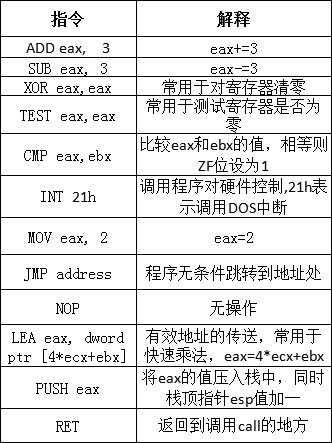 指令 解释
ADD eax, 3 eax+=3
SUB eax, 3 eax-=3
XOR eax,eax 常用于对寄存器清零
TEST eax,eax 常用于测试寄存器是否为
零
CMP eax,ebx 比较eax和ebx的值，相等则
ZF位设为1
INT 21h 调用程序对硬件控制,21h表
示调用DOS中断
MOV eax, 2 eax=2
JMP address 程序无条件跳转到地址处
NOP 无操作
LEA eax, dword 有效地址的传送，常用于
ptr [4*ecx+ebx] 快速乘法，eax=4*ecx+ebx
PUSH eax 将eax的值压入栈中，同时
栈顶指针esp值加一
RET 返回到调用call的地方